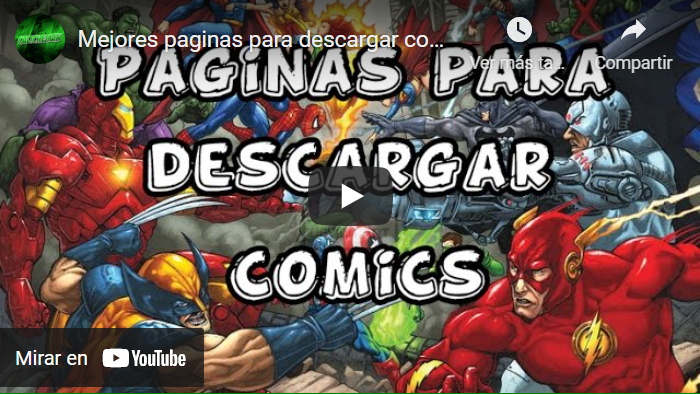 Mejores paginas para descargar co...
Ver más ta...
Compartir
PAGINAS PARA
DESCARGAR
COMICS
Mirar en YouTube